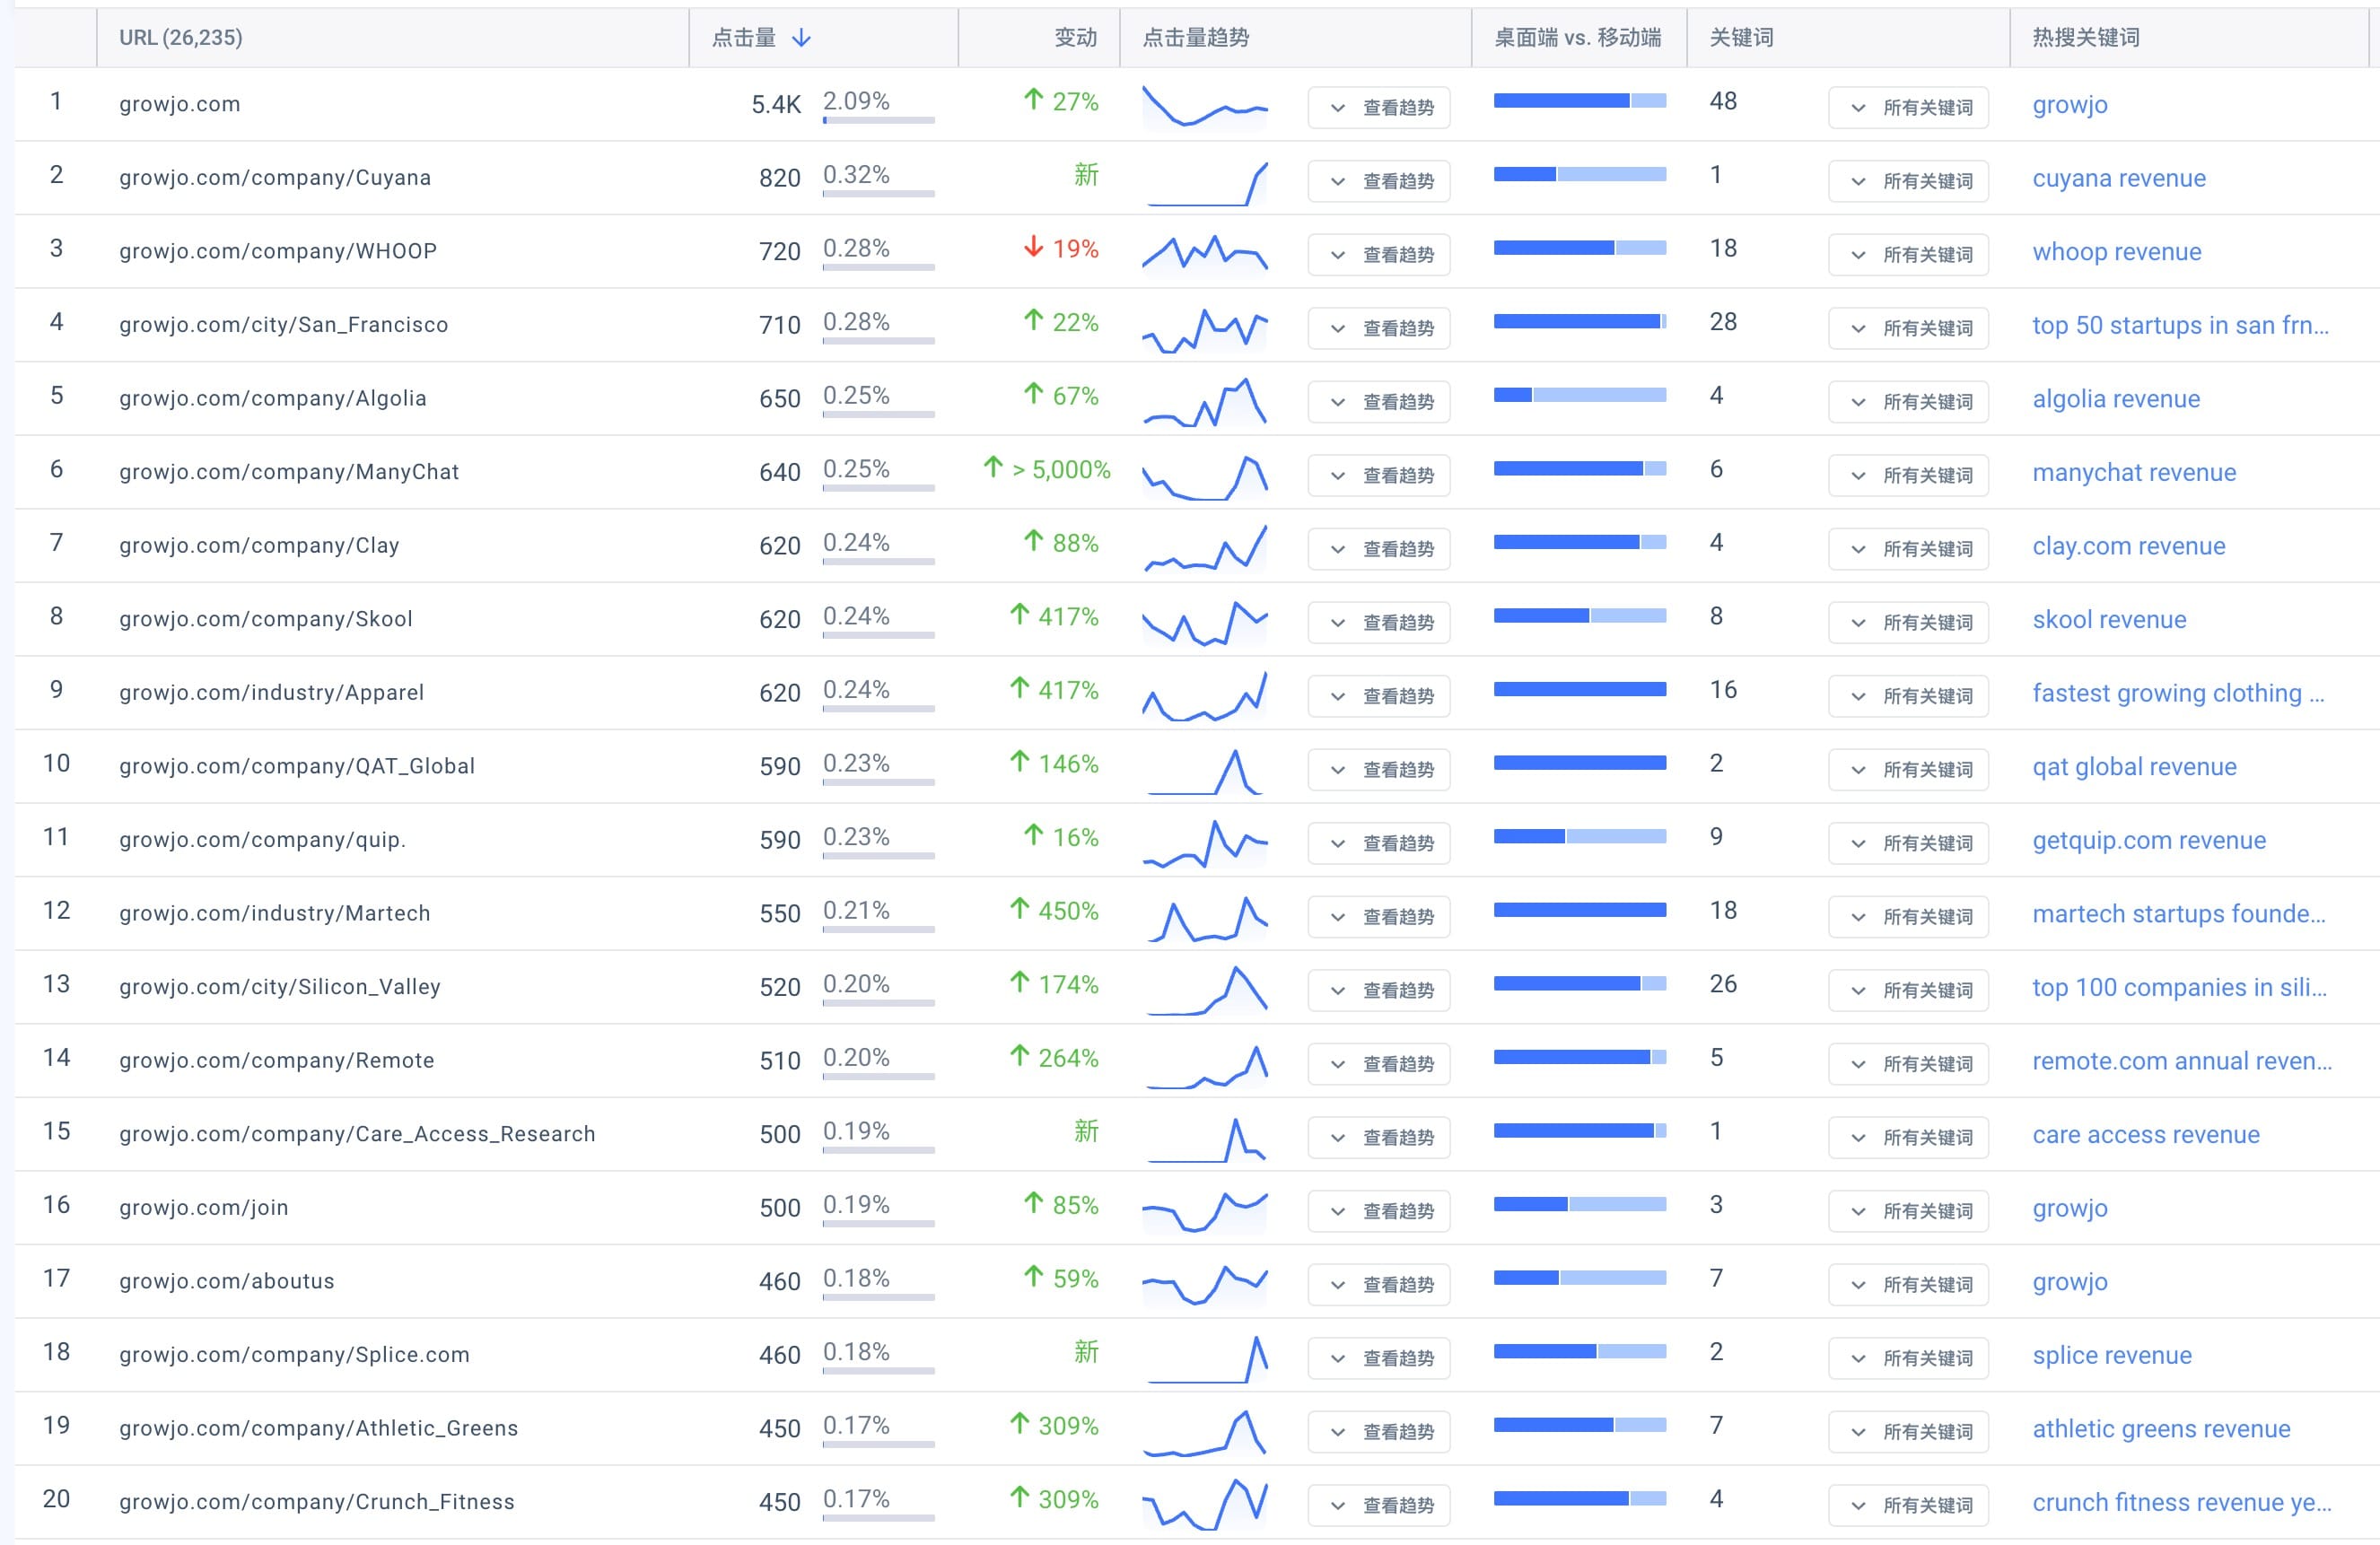 URL (26,235) 点击量 变动 点击量趋势 桌面端 vs. 移动端 关键词 热搜关键词
1 growjo.com 5.4K 2.09% 27% 查看趋势 48 所有关键词 growjo
2 growjo.com/company/Cuyana 820 0.32% 新 查看趋势 1 所有关键词 cuyana revenue
3 growjo.com/company/WHOOP 720 0.28% 19% 查看趋势 18 所有关键词 whoop revenue
4 growjo.com/city/San_Francisco 710 0.28% 22% 查看趋势 28 所有关键词 top 50 startups in san frn...
5 growjo.com/company/Algolia 650 0.25% 67% 查看趋势 4 所有关键词 algolia revenue
6 growjo.com/company/ManyChat 640 0.25% > 5,000% 查看趋势 6 所有关键词 manychat revenue
7 growjo.com/company/Clay 620 0.24% 88% 查看趋势 4 所有关键词 clay.com revenue
8 growjo.com/company/Skool 620 0.24% 417% 查看趋势 8 所有关键词 skool revenue
9 growjo.com/industry/Apparel 620 0.24% 417% 查看趋势 16 所有关键词 fastest growing clothing ...
10 growjo.com/company/QAT_Global 590 0.23% 146% 查看趋势 2 所有关键词 qat global revenue
11 growjo.com/company/quip. 590 0.23% 16% 查看趋势 9 所有关键词 getquip.com revenue
12 growjo.com/industry/Martech 550 0.21% 450% 查看趋势 18 所有关键词 martech startups founde...
13 growjo.com/city/Silicon_Valley 520 0.20% 174% 查看趋势 26 所有关键词 top 100 companies in sili...
14 growjo.com/company/Remote 510 0.20% 264% 查看趋势 5 所有关键词 remote.com annual reven...
15 growjo.com/company/Care_Access_Research 500 0.19% 新 查看趋势 1 所有关键词 care access revenue
16 growjo.com/join 500 0.19% 85% 查看趋势 3 所有关键词 growjo
17 growjo.com/aboutus 460 0.18% 59% 查看趋势 7 所有关键词 growjo
18 growjo.com/company/Splice.com 460 0.18% 新 查看趋势 2 所有关键词 splice revenue
19 growjo.com/company/Athletic_Greens 450 0.17% 309% 查看趋势 7 所有关键词 athletic greens revenue
20 growjo.com/company/Crunch_Fitness 450 0.17% 309% 查看趋势 4 所有关键词 crunch fitness revenue ye...